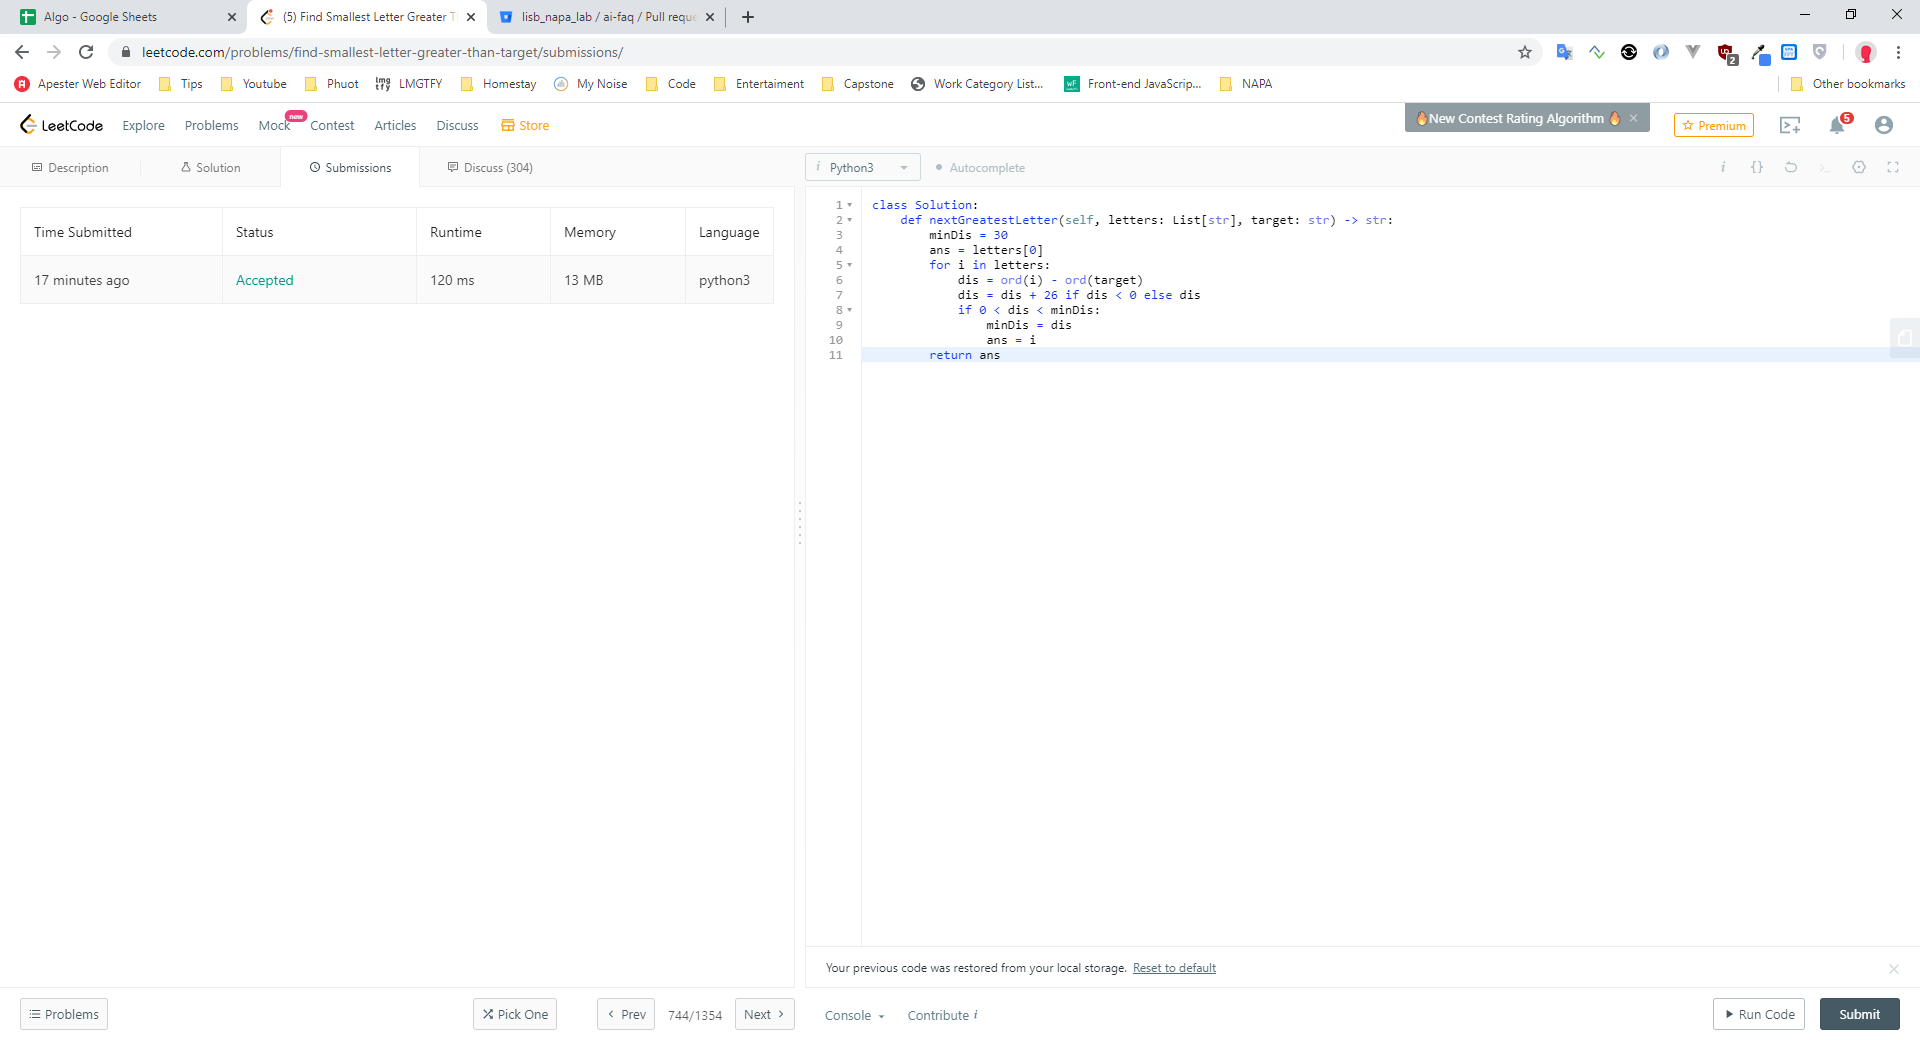 Algo - Google Sheets
(5) Find Smallest Letter Greater T
lisb_napa_lab / ai-faq / Pull reque
leetcode.com/problems/find-smallest-letter-greater-than-target/submissions/
2
Apester Web Editor
Tips
Youtube
Phuot
LMGTFY
Homestay
My Noise
Code
Entertaiment
Capstone
Work Category List...
Front-end JavaScrip...
NAPA
Other bookmarks
LeetCode
Explore
Problems
Mock
new
Contest
Articles
Discuss
Store
🔥New Contest Rating Algorithm 🔥
Premium
5
Description
Solution
Submissions
Discuss (304)
i Python3
Autocomplete
i
{}
Time Submitted Status Runtime Memory Language
17 minutes ago Accepted 120 ms 13 MB python3
1 class Solution:
2 def nextGreatestLetter(self, letters: List[str], target: str) -> str:
3 minDis = 30
4 ans = letters[0]
5 for i in letters:
6 dis = ord(i) - ord(target)
7 dis = dis + 26 if dis < 0 else dis
8 if 0 < dis < minDis:
9 minDis = dis
10 ans = i
11 return ans
Your previous code was restored from your local storage. Reset to default
Problems
Pick One
Prev
744/1354
Next
Console
Contribute i
Run Code
Submit